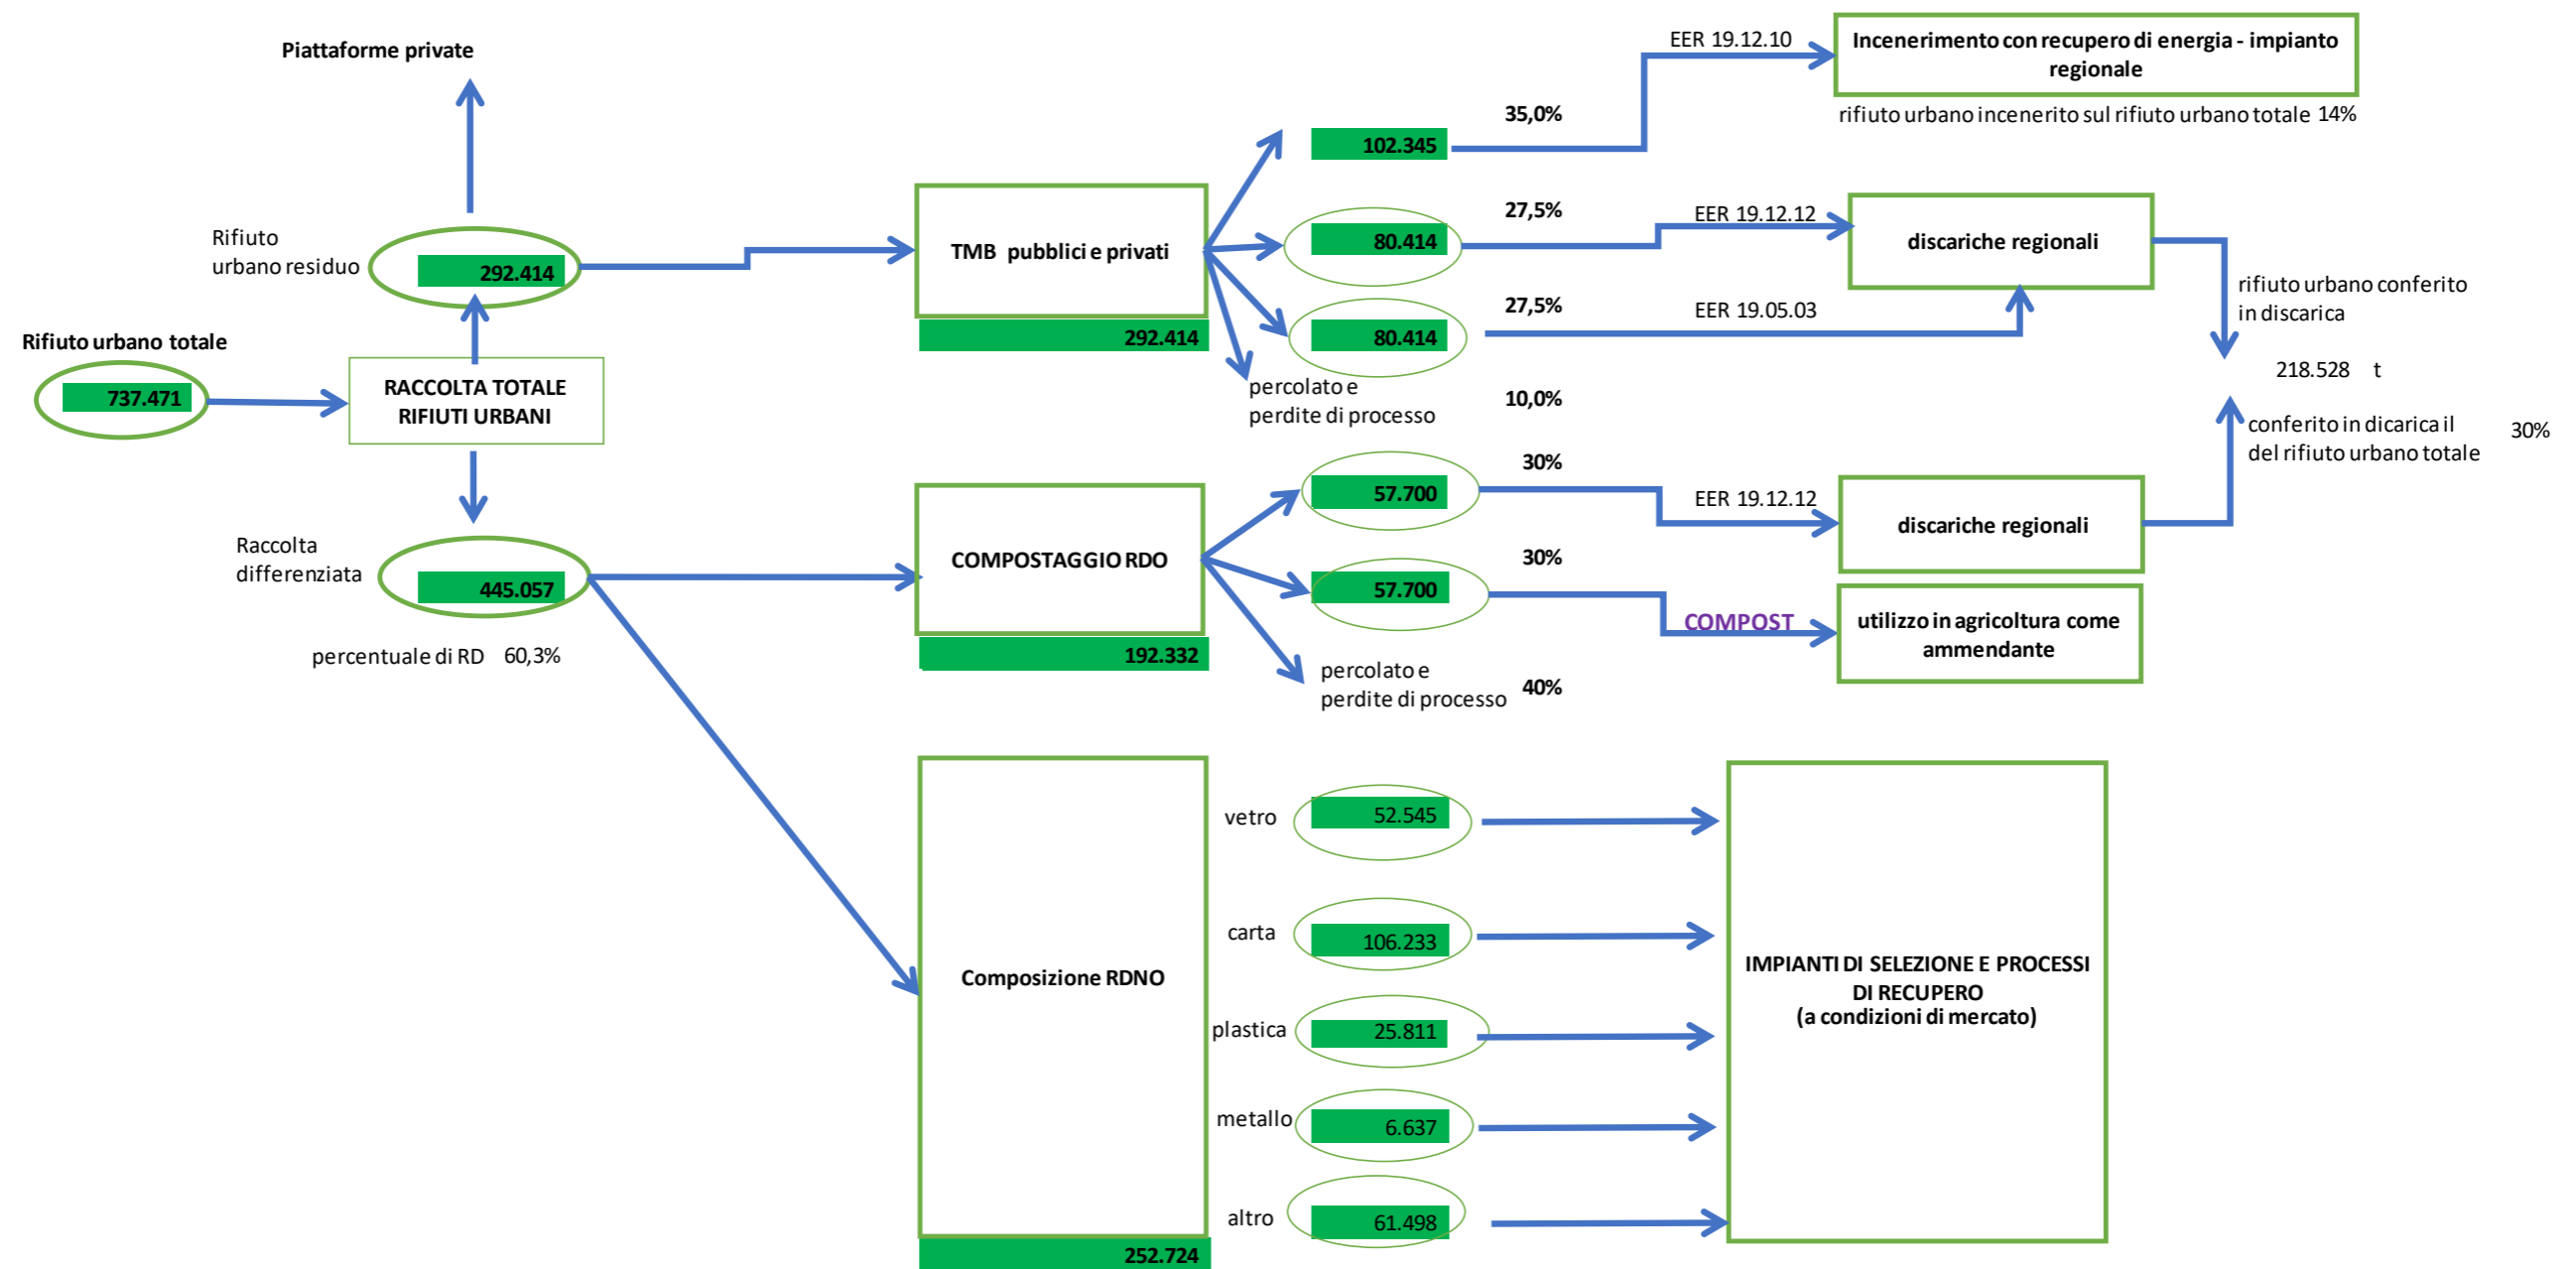 Piattaforme private
Rifiuto
urbano residuo
292.414
Rifiuto urbano totale
737.471
RACCOLTA TOTALE
RIFIUTI URBANI
Raccolta
differenziata
445.057
percentuale di RD 60,3%
TMB pubblici e privati
292.414
35,0%
102.345
EER 19.12.10
Incenerimento con recupero di energia - impianto
regionale
rifiuto urbano incenerito sul rifiuto urbano totale 14%
27,5%
80.414
EER 19.12.12
discariche regionali
27,5%
80.414
EER 19.05.03
percolato e
perdite di processo
10,0%
rifiuto urbano conferito
in discarica
218.528 t
conferito in dicarica il
del rifiuto urbano totale
30%
COMPOSTAGGIO RDO
192.332
30%
57.700
EER 19.12.12
discariche regionali
30%
57.700
COMPOST
utilizzo in agricoltura come
ammendante
percolato e
perdite di processo
40%
Composizione RDNO
252.724
vetro
52.545
carta
106.233
plastica
25.811
metallo
6.637
altro
61.498
IMPIANTI DI SELEZIONE E PROCESSI
DI RECUPERO
(a condizioni di mercato)